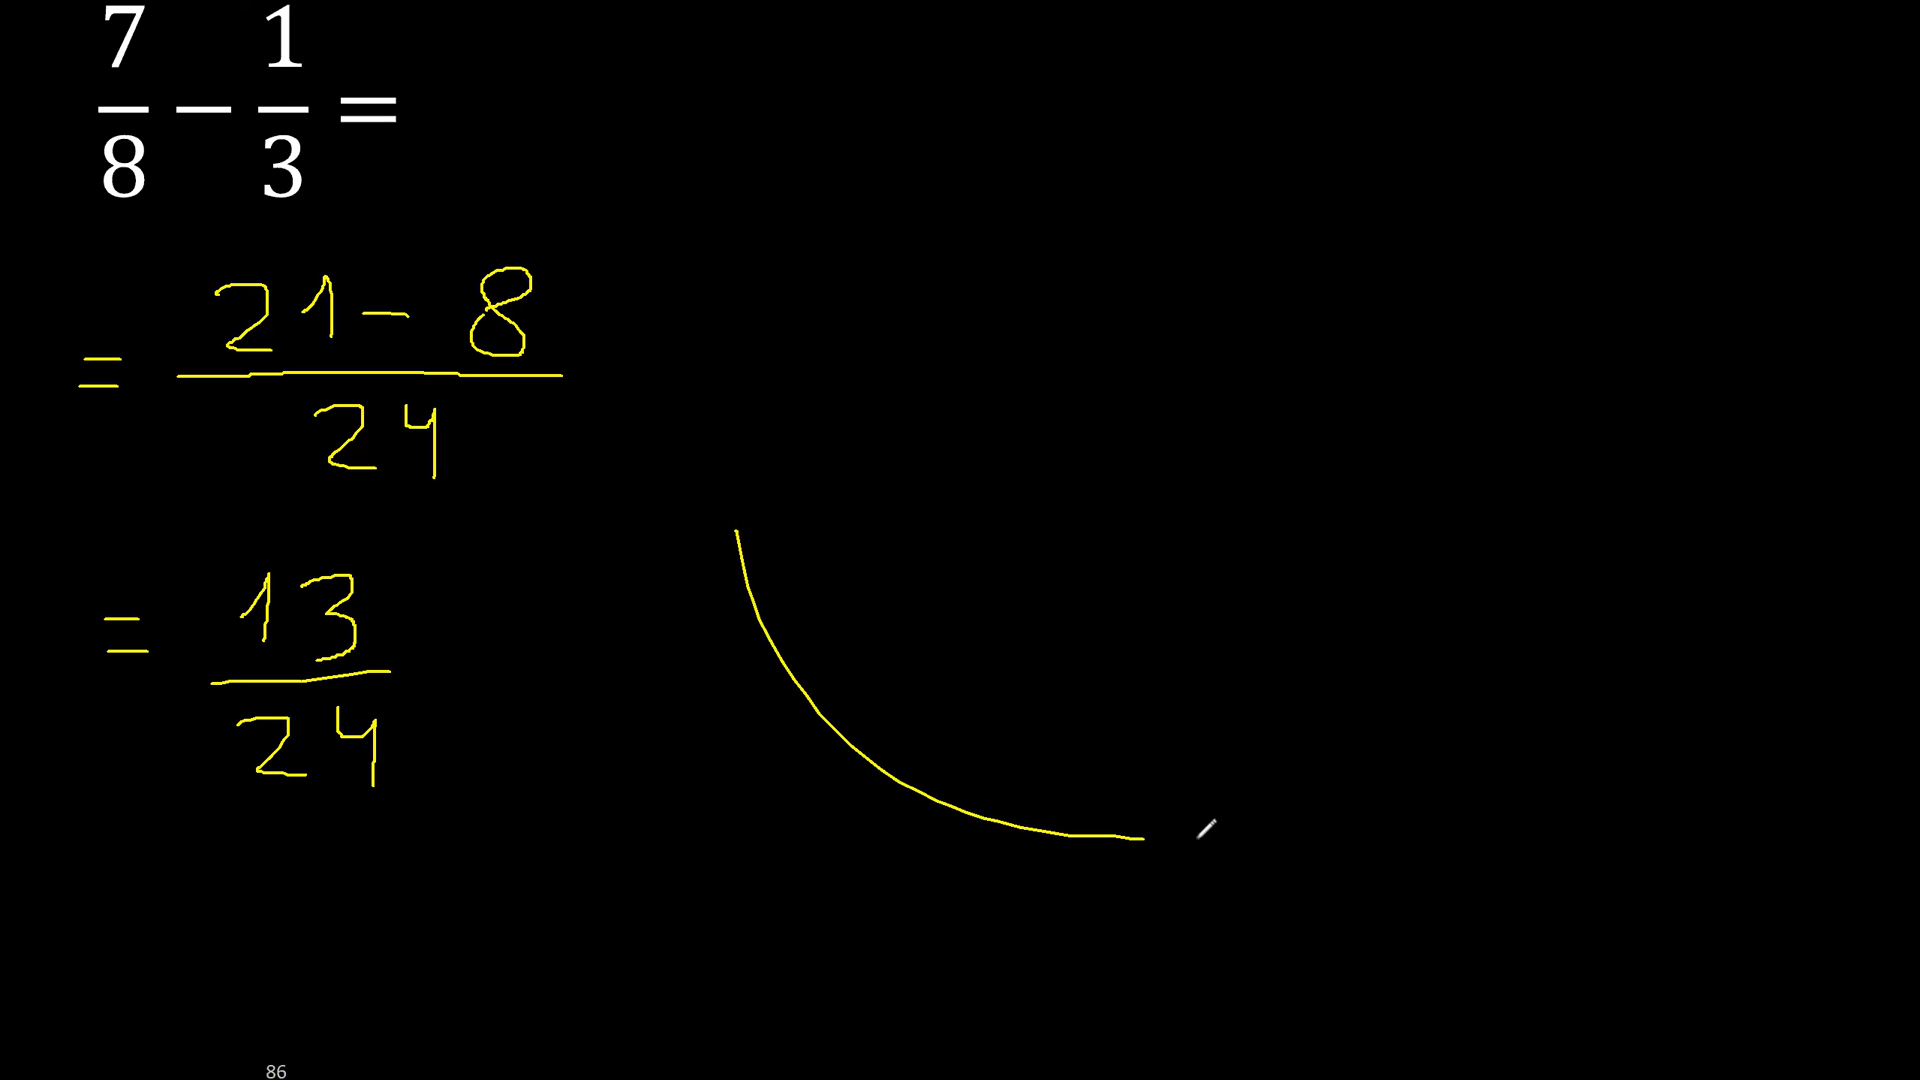 7/8 − 1/3 =
= 21 - 8 / 24
= 13 / 24
86